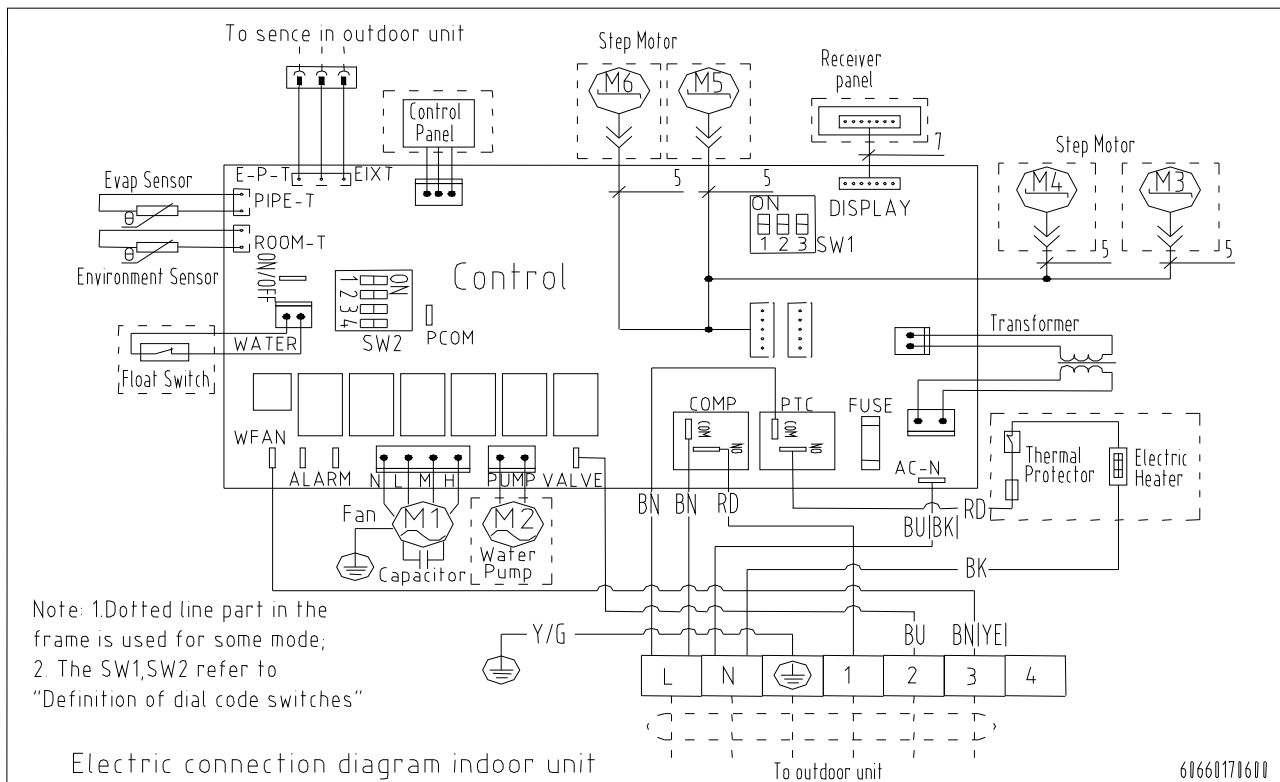 To sence in outdoor unit
Step Motor
M6
M5
Receiver
panel
Control
Panel
7
Step Motor
M4
M3
E-P-T
EIXT
Evap Sensor
θ
PIPE-T
5
5
DISPLAY
ON
1 2 3
SW1
ROOM-T
θ
Environment Sensor
5
5
ON/OFF
ON
1
2
3
4
SW2
Control
PCOM
WATER
Float Switch
Transformer
COMP
PTC
FUSE
COM
NO
COM
NO
WFAN
ALARM
N L M H
PUMP
VALVE
AC-N
Thermal
Protector
Electric
Heater
BN
BN
RD
BU(BK)
RD
Fan
M1
M2
Capacitor
Water
Pump
BK
Note: 1.Dotted line part in the
frame is used for some mode;
2. The SW1,SW2 refer to
"Definition of dial code switches"
Y/G
BU
BN(YE)
L
N
1
2
3
4
Electric connection diagram indoor unit
To outdoor unit
60660170600